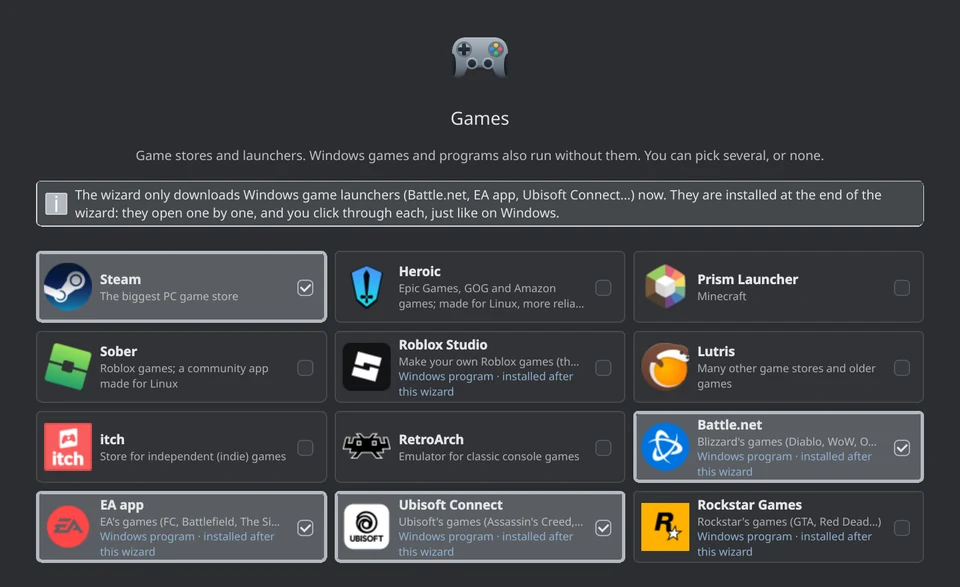 Games
Game stores and launchers. Windows games and programs also run without them. You can pick several, or none.
i
The wizard only downloads Windows game launchers (Battle.net, EA app, Ubisoft Connect...) now. They are installed at the end of the
wizard: they open one by one, and you click through each, just like on Windows.
Steam
The biggest PC game store
Heroic
Epic Games, GOG and Amazon
games; made for Linux, more relia...
Prism Launcher
Minecraft
Sober
Roblox games; a community app
made for Linux
Roblox Studio
Make your own Roblox games (th...
Windows program · installed after
this wizard
Lutris
Many other game stores and older
games
itch
itch
Store for independent (indie) games
RetroArch
Emulator for classic console games
Battle.net
Blizzard's games (Diablo, WoW, O...
Windows program · installed after
this wizard
EA
EA app
EA's games (FC, Battlefield, The Si...
Windows program · installed after
this wizard
UBISOFT
Ubisoft Connect
Ubisoft's games (Assassin's Creed,...
Windows program · installed after
this wizard
R
Rockstar Games
Rockstar's games (GTA, Red Dead...)
Windows program · installed after
this wizard